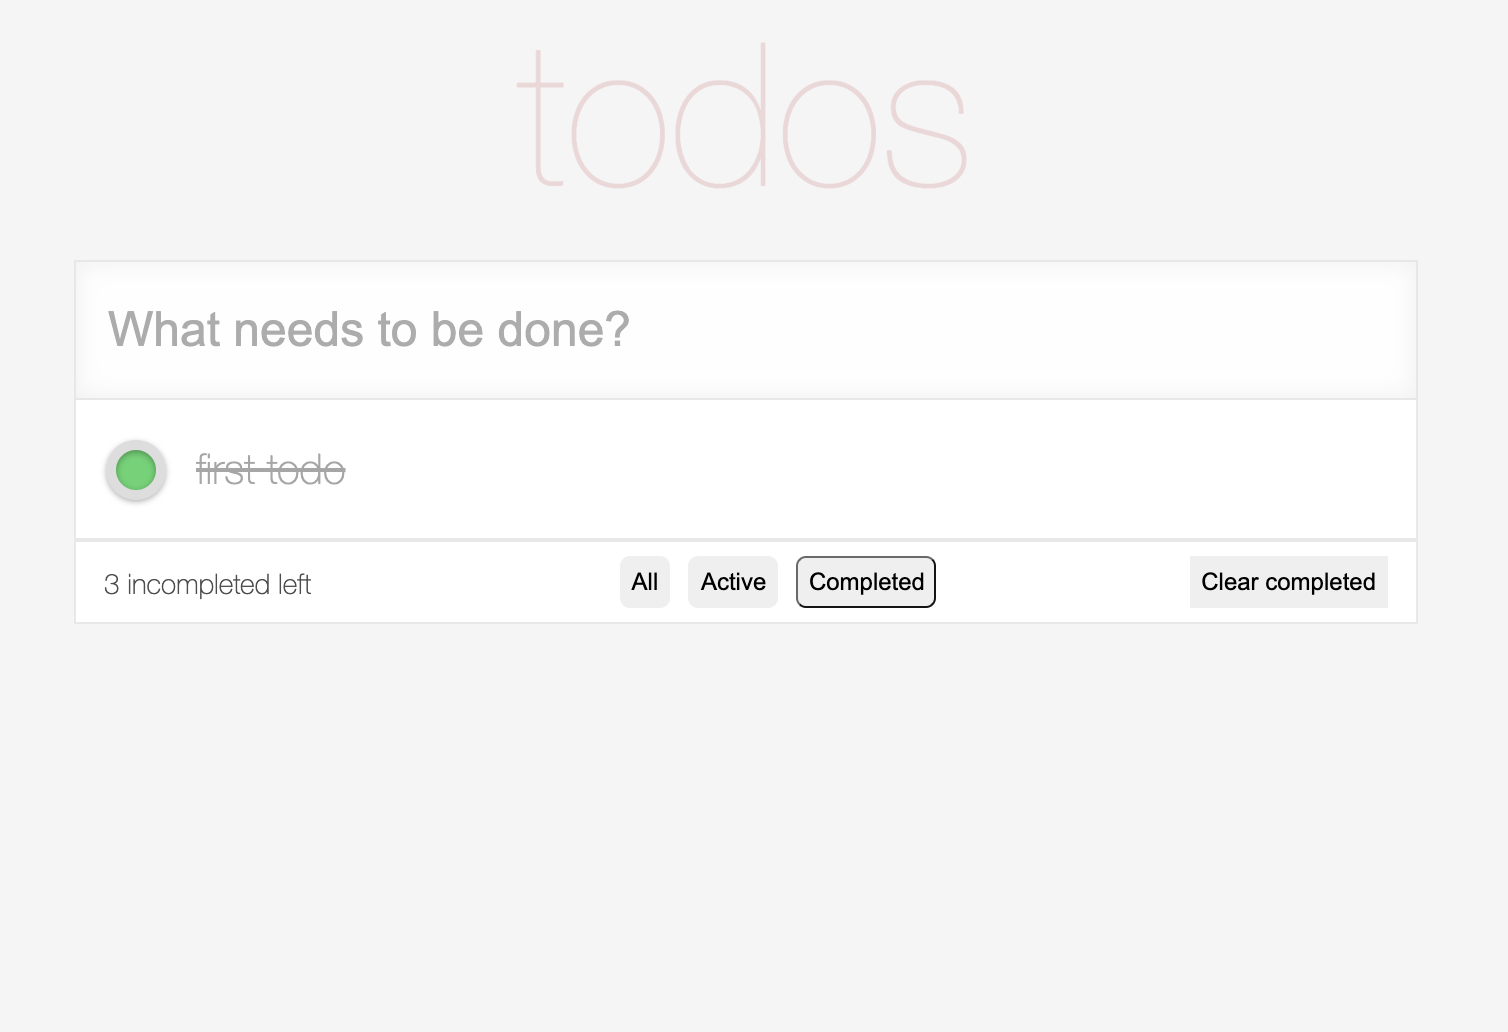 todos
What needs to be done?
first todo
3 incompleted left
All
Active
Completed
Clear completed